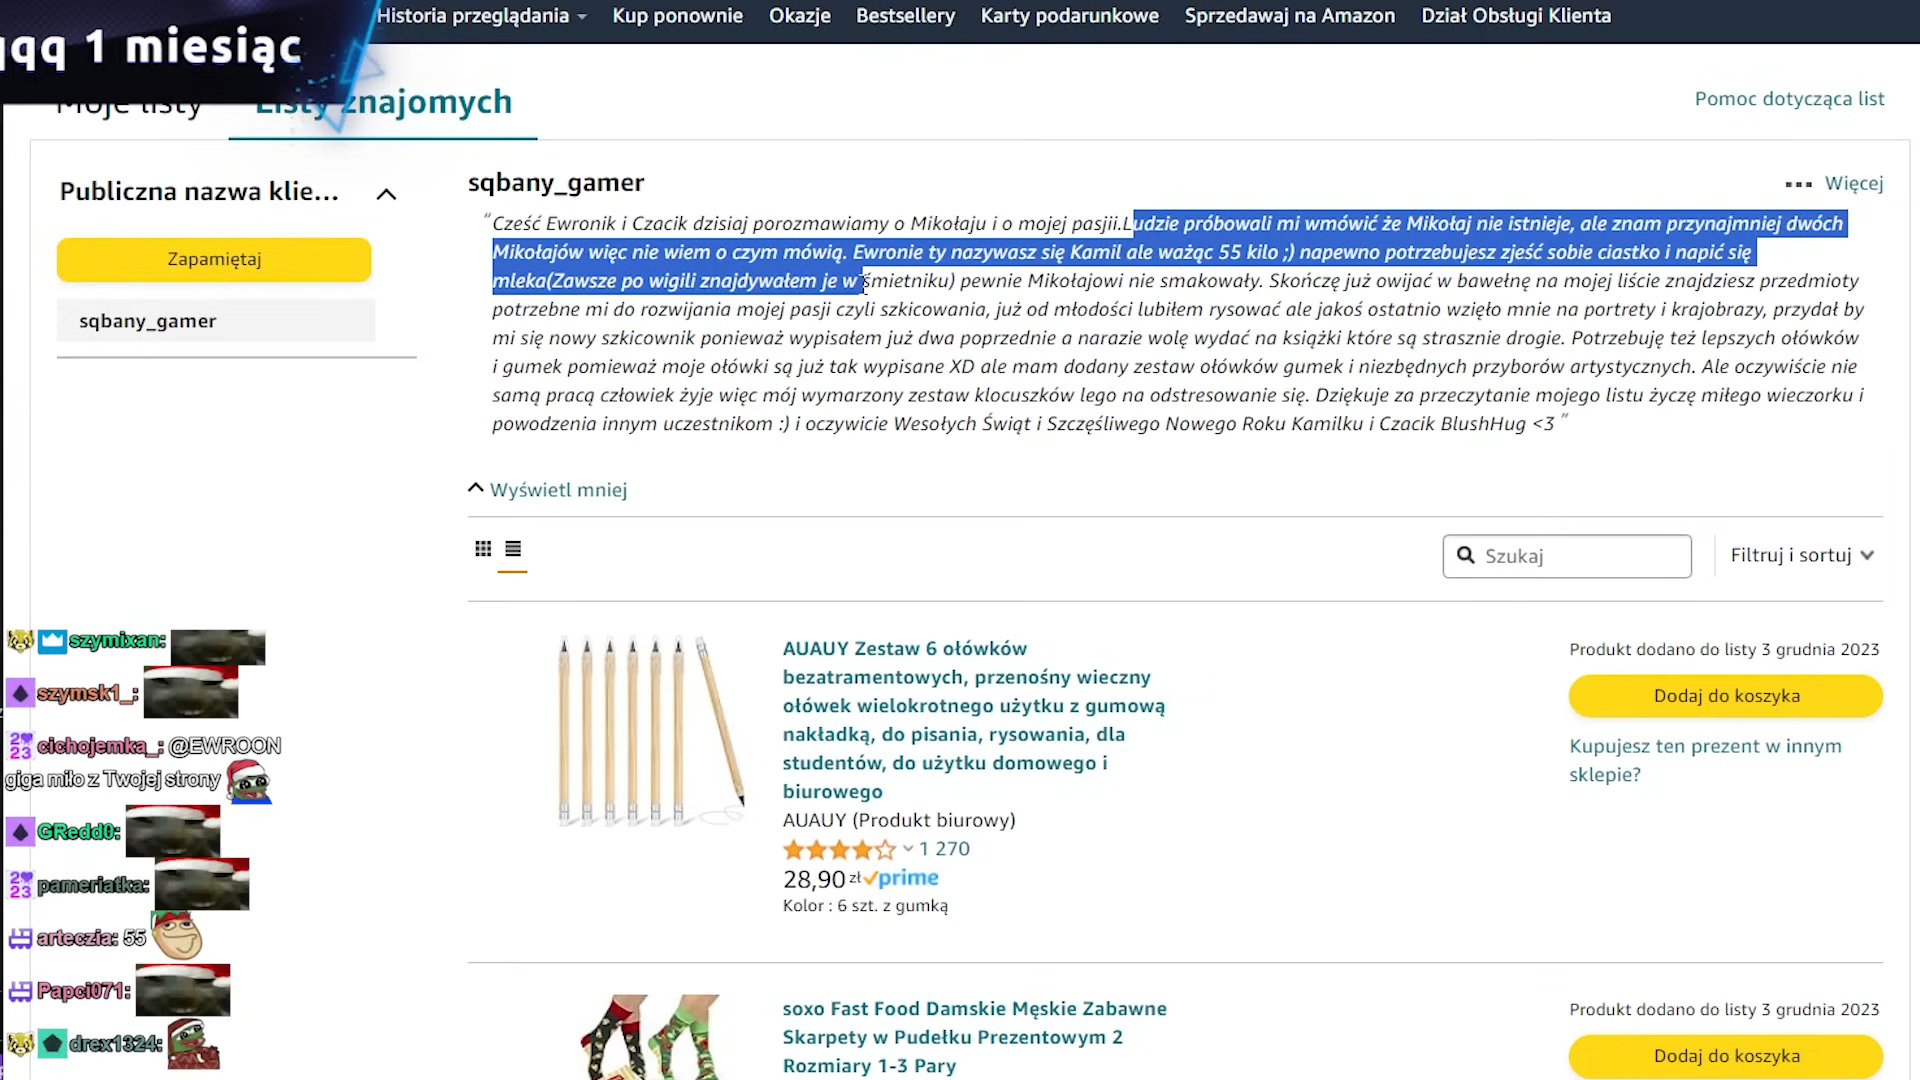 Historia przeglądania Kup ponownie Okazje Bestsellery Karty podarunkowe Sprzedawaj na Amazon Dział Obsługi Klienta
qq 1 miesiąc
Moje listy Listy znajomych
Pomoc dotycząca list
Publiczna nazwa klie...
Zapamiętaj
sqbany_gamer
sqbany_gamer
Więcej
"Cześć Ewronik i Czacik dzisiaj porozmawiamy o Mikołaju i o mojej pasjii.Ludzie próbowali mi wmówić że Mikołaj nie istnieje, ale znam przynajmniej dwóch
Mikołajów więc nie wiem o czym mówią. Ewronie ty nazywasz się Kamil ale ważąc 55 kilo ;) napewno potrzebujesz zjeść sobie ciastko i napić się
mleka(Zawsze po wigili znajdywałem je w śmietniku) pewnie Mikołajowi nie smakowały. Skończę już owijać w bawełnę na mojej liście znajdziesz przedmioty
potrzebne mi do rozwijania mojej pasji czyli szkicowania, już od młodości lubiłem rysować ale jakoś ostatnio wzięło mnie na portrety i krajobrazy, przydał by
mi się nowy szkicownik ponieważ wypisałem już dwa poprzednie a narazie wolę wydać na książki które są strasznie drogie. Potrzebuję też lepszych ołówków
i gumek pomieważ moje ołówki są już tak wypisane XD ale mam dodany zestaw ołówków gumek i niezbędnych przyborów artystycznych. Ale oczywiście nie
samą pracą człowiek żyje więc mój wymarzony zestaw klocuszków lego na odstresowanie się. Dziękuje za przeczytanie mojego listu życzę miłego wieczorku i
powodzenia innym uczestnikom :) i oczywicie Wesołych Świąt i Szczęśliwego Nowego Roku Kamilku i Czacik BlushHug <3 "
Wyświetl mniej
Szukaj
Filtruj i sortuj
AUAUY Zestaw 6 ołówków
bezatramentowych, przenośny wieczny
ołówek wielokrotnego użytku z gumową
nakładką, do pisania, rysowania, dla
studentów, do użytku domowego i
biurowego
AUAUY (Produkt biurowy)
1 270
28,90 zł prime
Kolor : 6 szt. z gumką
Produkt dodano do listy 3 grudnia 2023
Dodaj do koszyka
Kupujesz ten prezent w innym
sklepie?
soxo Fast Food Damskie Męskie Zabawne
Skarpety w Pudełku Prezentowym 2
Rozmiary 1-3 Pary
Produkt dodano do listy 3 grudnia 2023
Dodaj do koszyka
szymixan:
szymsk1_:
cichojemka_: @EWROON
giga miło z Twojej strony
GRedd0:
pameriatka:
arteczia: 55
Papci071:
drex1324: